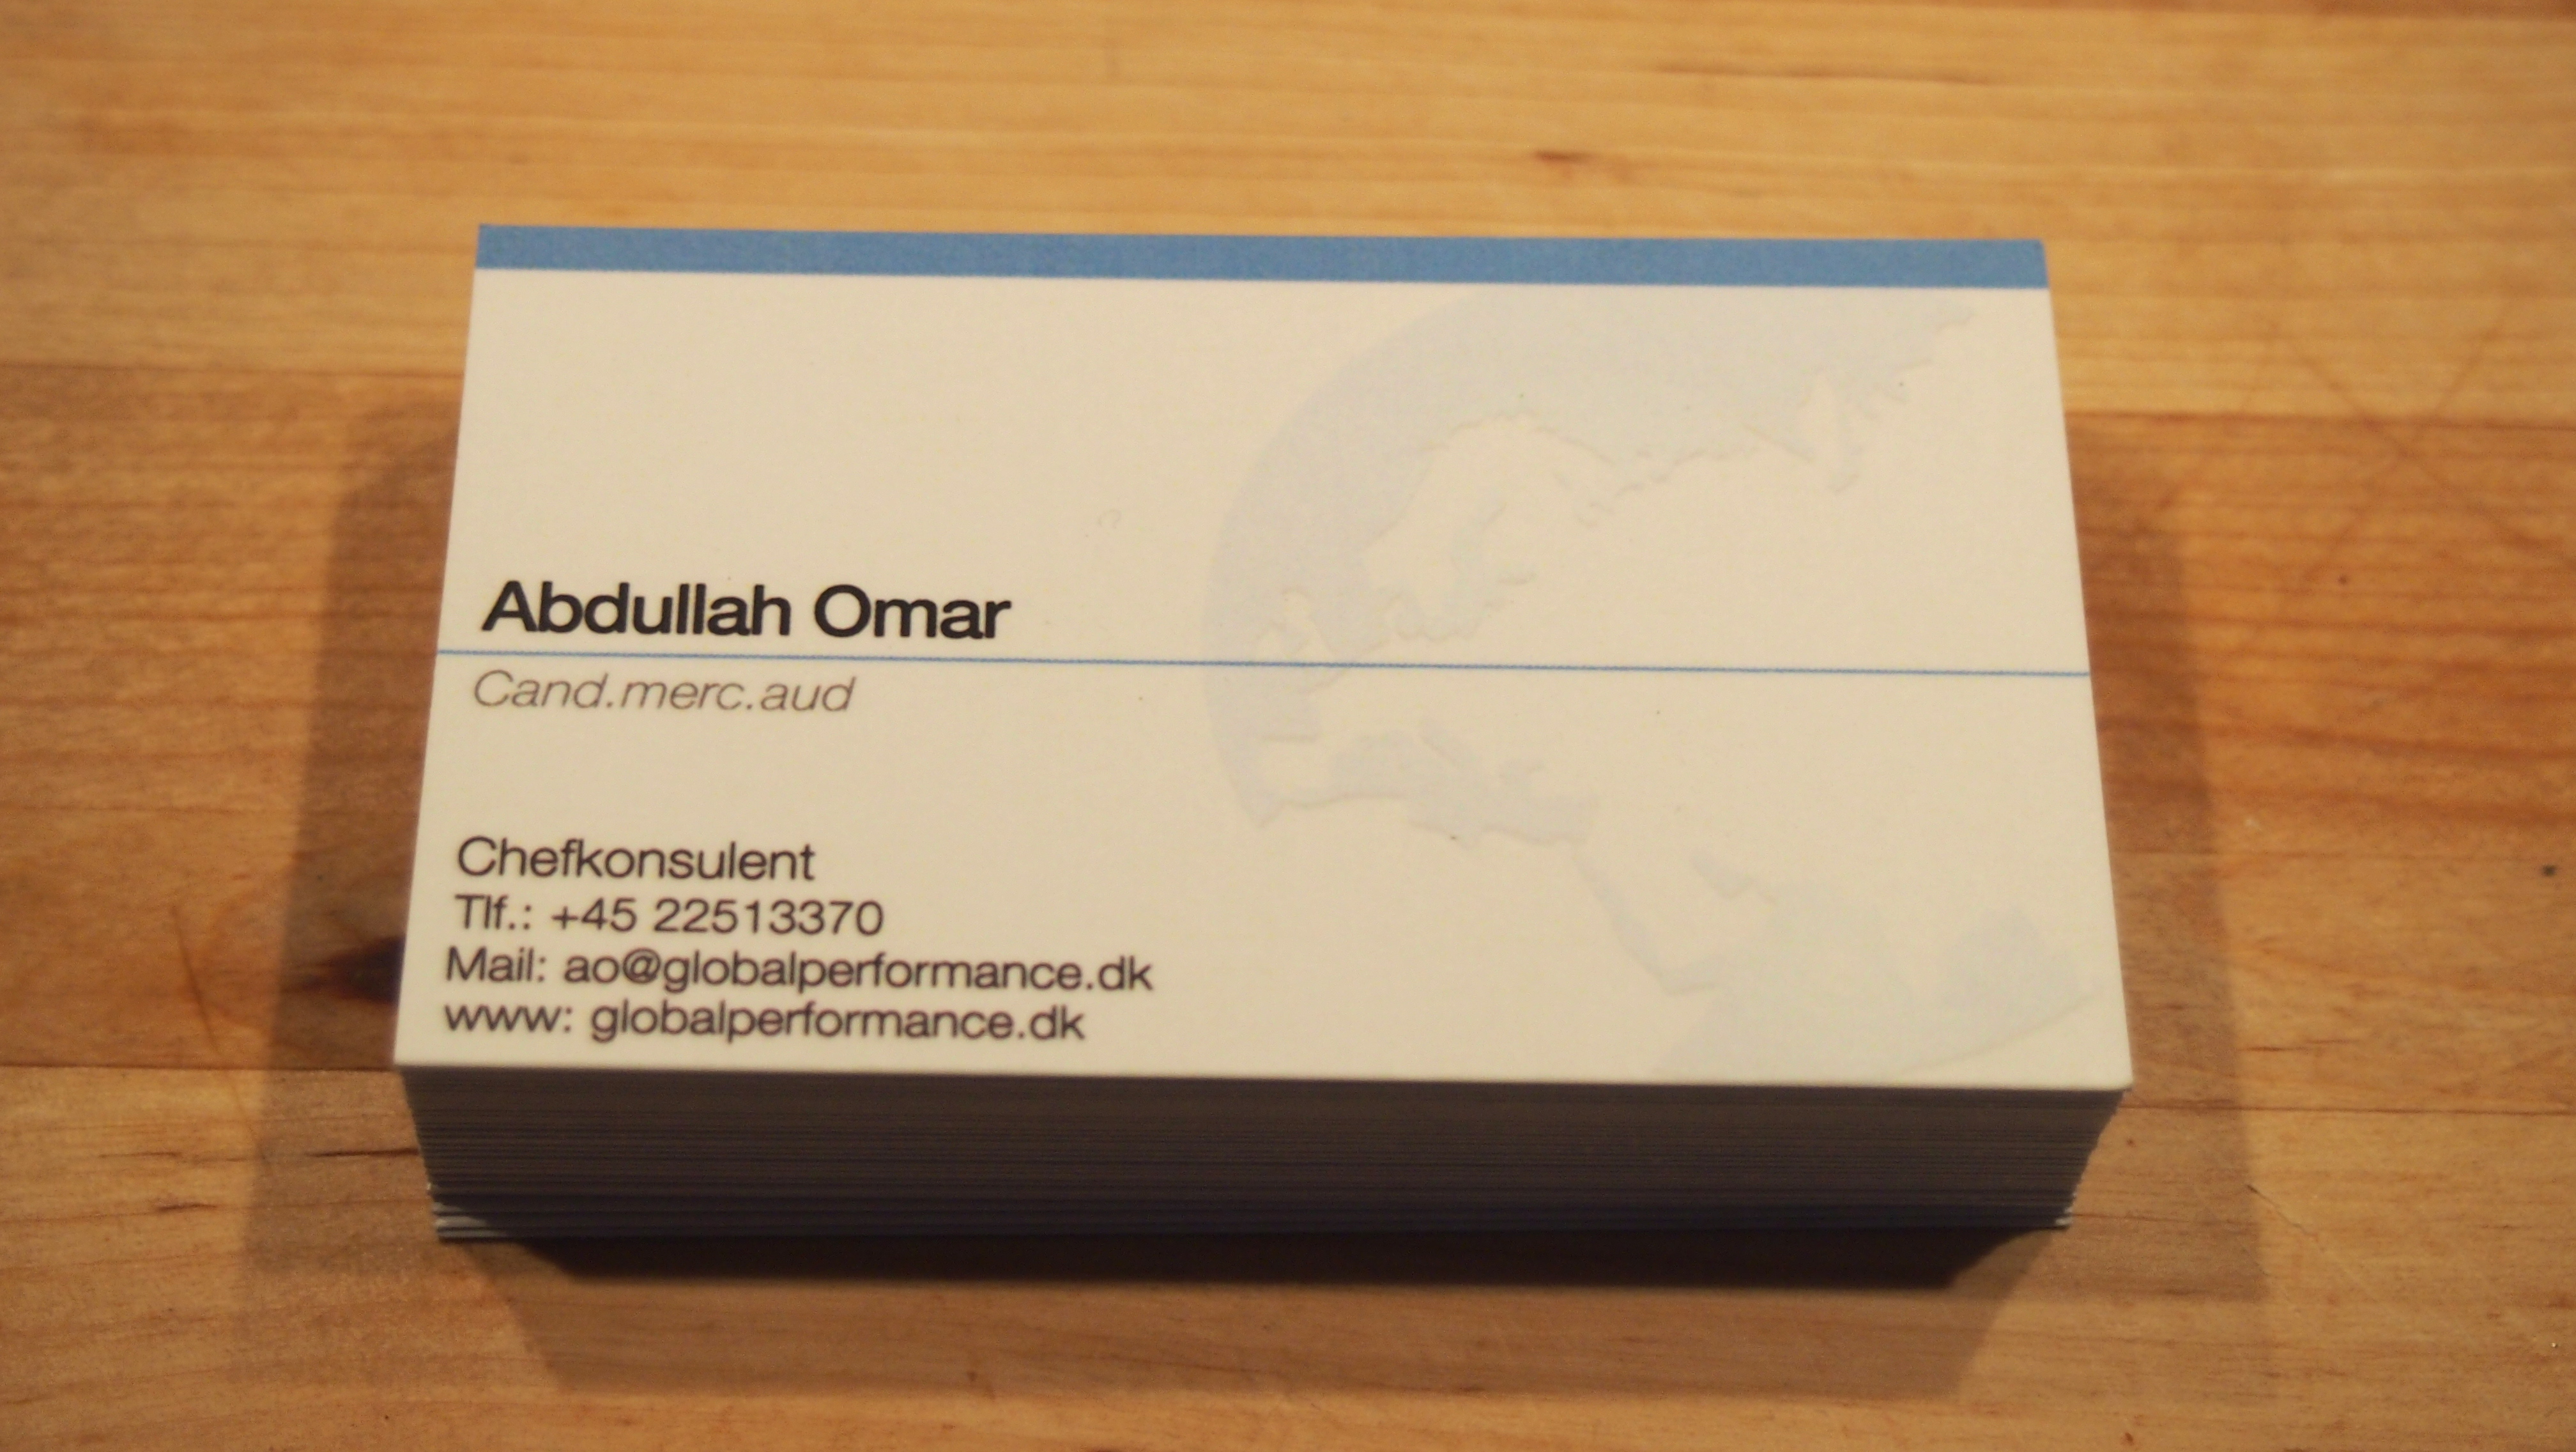 Abdullah Omar
Cand.merc.aud
Chefkonsulent
Tlf.: +45 22513370
Mail: ao@globalperformance.dk
www: globalperformance.dk